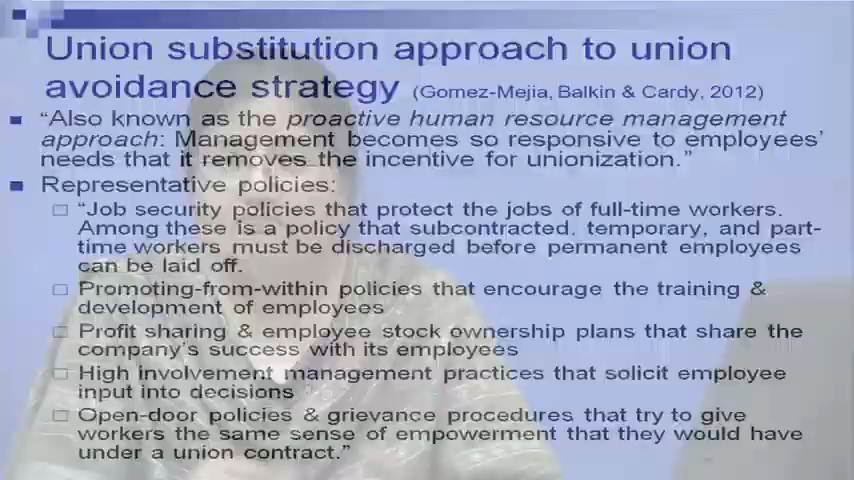 Union substitution approach to union
avoidance strategy (Gomez-Mejia, Balkin & Cardy, 2012)
“Also known as the proactive human resource management
approach: Management becomes so responsive to employees’
needs that it removes the incentive for unionization.”
Representative policies:
“Job security policies that protect the jobs of full-time workers.
Among these is a policy that subcontracted, temporary, and part-
time workers must be discharged before permanent employees
can be laid off.
Promoting-from-within policies that encourage the training &
development of employees
Profit sharing & employee stock ownership plans that share the
company’s success with its employees
High involvement management practices that solicit employee
input into decisions
Open-door policies & grievance procedures that try to give
workers the same sense of empowerment that they would have
under a union contract.”